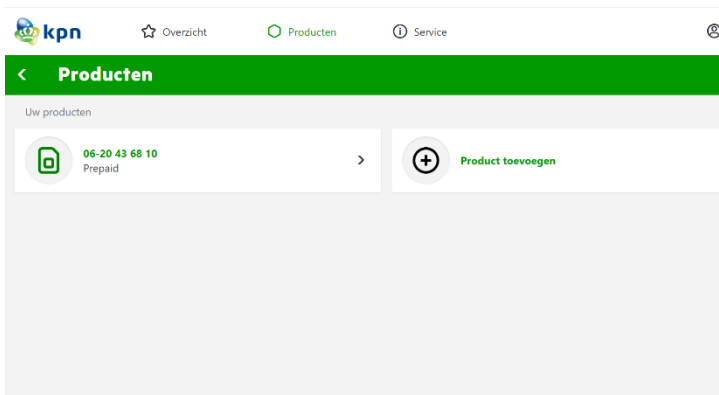 kpn
Overzicht
Producten
Service
Producten
Uw producten
06-20 43 68 10
Prepaid
Product toevoegen